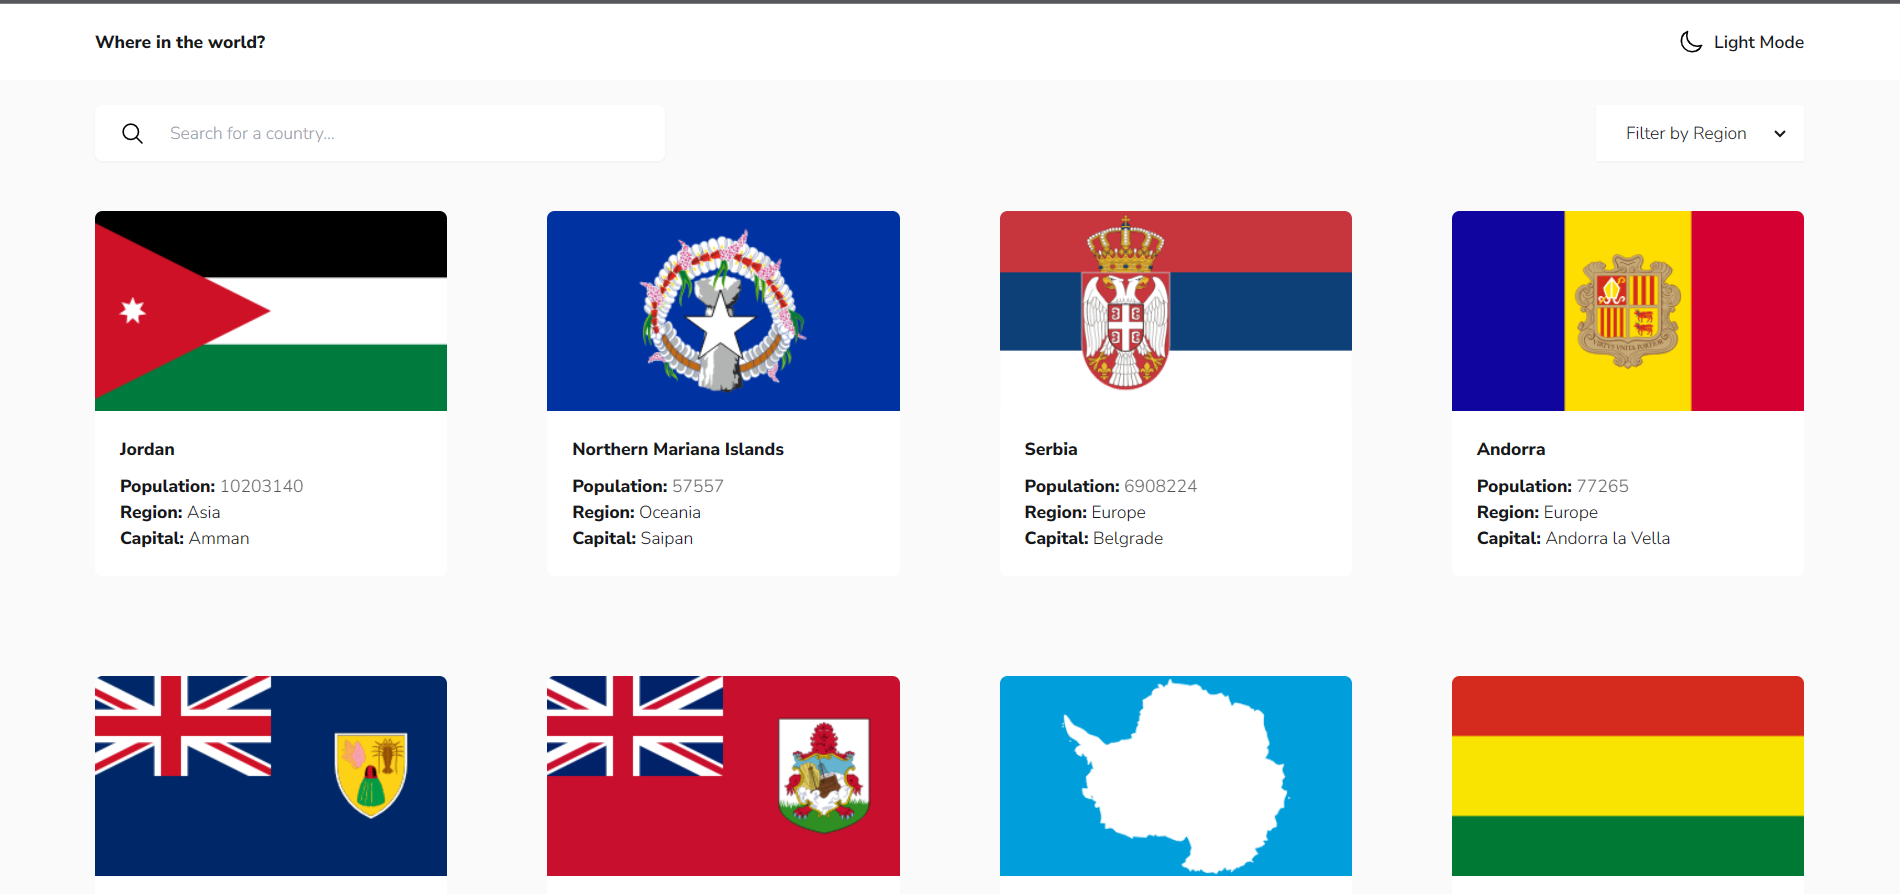 Where in the world?
Light Mode
Search for a country...
Filter by Region
Jordan
Population: 10203140
Region: Asia
Capital: Amman
Northern Mariana Islands
Population: 57557
Region: Oceania
Capital: Saipan
Serbia
Population: 6908224
Region: Europe
Capital: Belgrade
Andorra
Population: 77265
Region: Europe
Capital: Andorra la Vella